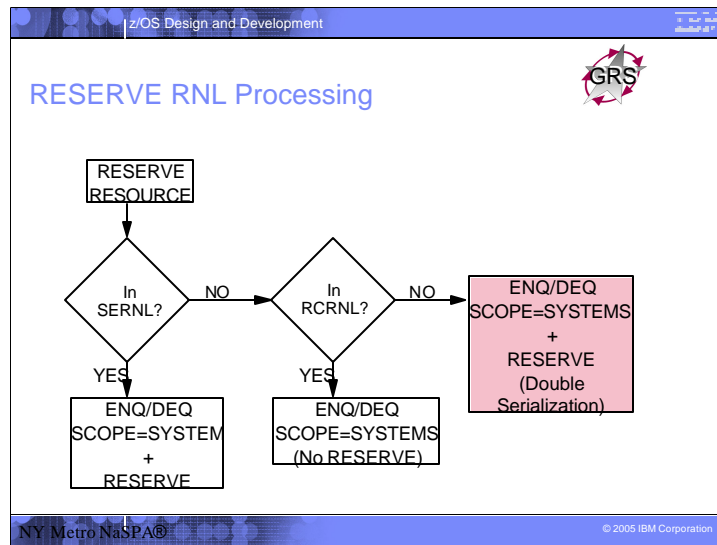 z/OS Design and Development
IBM
RESERVE RNL Processing
GRS
RESERVE
RESOURCE
In
SERNL?
NO
In
RCRNL?
NO
ENQ/DEQ
SCOPE=SYSTEMS
+
RESERVE
(Double
Serialization)
YES
YES
ENQ/DEQ
SCOPE=SYSTEM
+
RESERVE
ENQ/DEQ
SCOPE=SYSTEMS
(No RESERVE)
NY Metro NaSPA®
© 2005 IBM Corporation